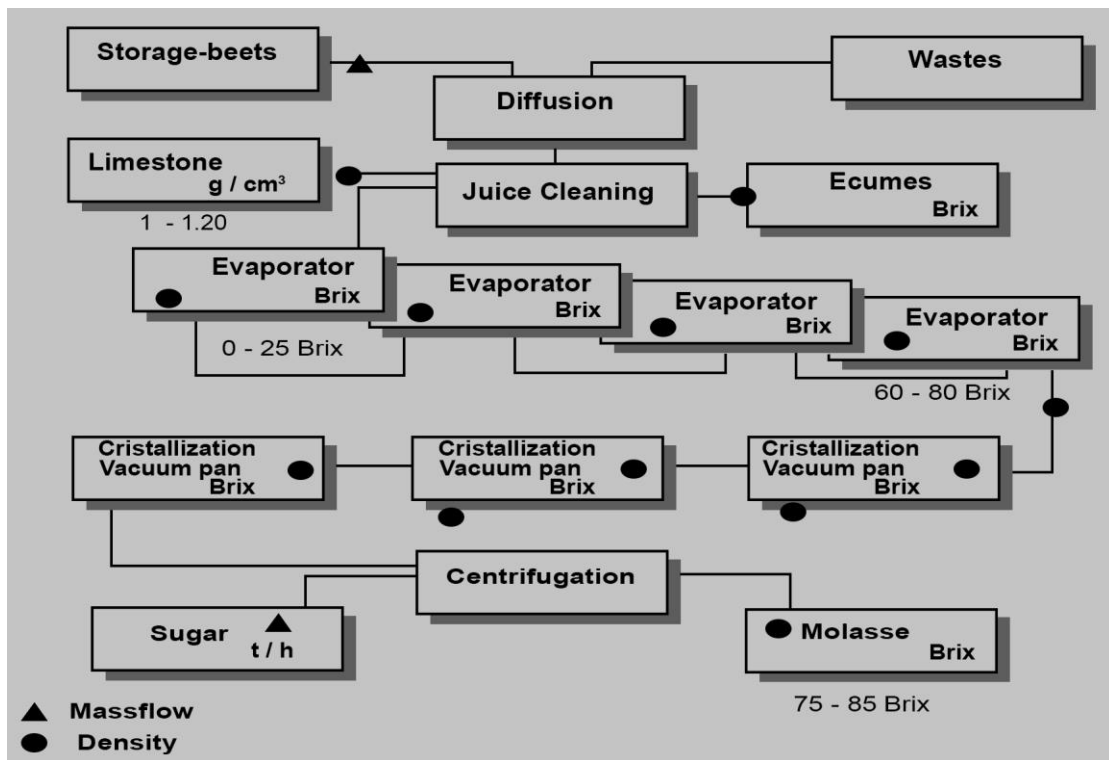 Storage-beets
Wastes
Diffusion
Limestone
g / cm³
1 - 1.20
Juice Cleaning
Ecumes
Brix
Evaporator
Brix
Evaporator
Brix
Evaporator
Brix
Evaporator
Brix
0 - 25 Brix
60 - 80 Brix
Cristallization
Vacuum pan
Brix
Cristallization
Vacuum pan
Brix
Cristallization
Vacuum pan
Brix
Centrifugation
Sugar
t / h
Molasse
Brix
75 - 85 Brix
Massflow
Density